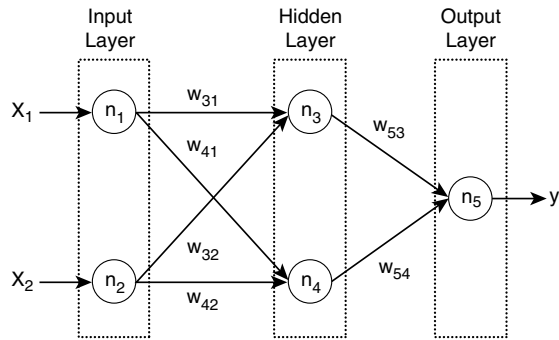 Input
Layer
Hidden
Layer
Output
Layer
X1
n1
w31
n3
w41
w53
n5
y
w32
w54
X2
n2
w42
n4